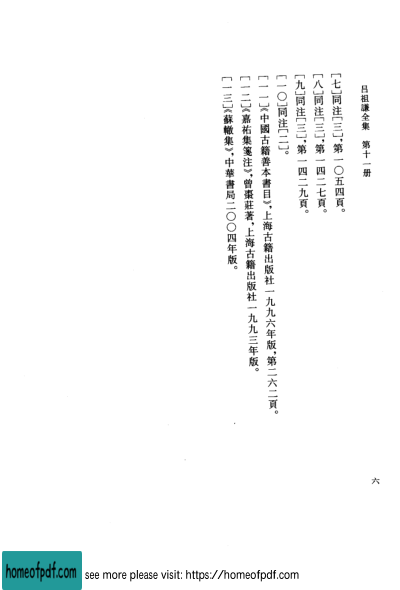 呂祖謙全集　第十一册
[七]同注[三]，第一〇五四頁。
[八]同注[三]，第一四二七頁。
[九]同注[三]，第一四二九頁。
[一〇]同注[二]。
[一一]《中國古籍善本書目》，上海古籍出版社一九九六年版，第二六二頁。
[一二]《嘉祐集箋注》，曾棗莊著，上海古籍出版社一九九三年版。
[一三]《蘇轍集》，中華書局二〇〇四年版。
六
homeofpdf.com
see more please visit: https://homeofpdf.com